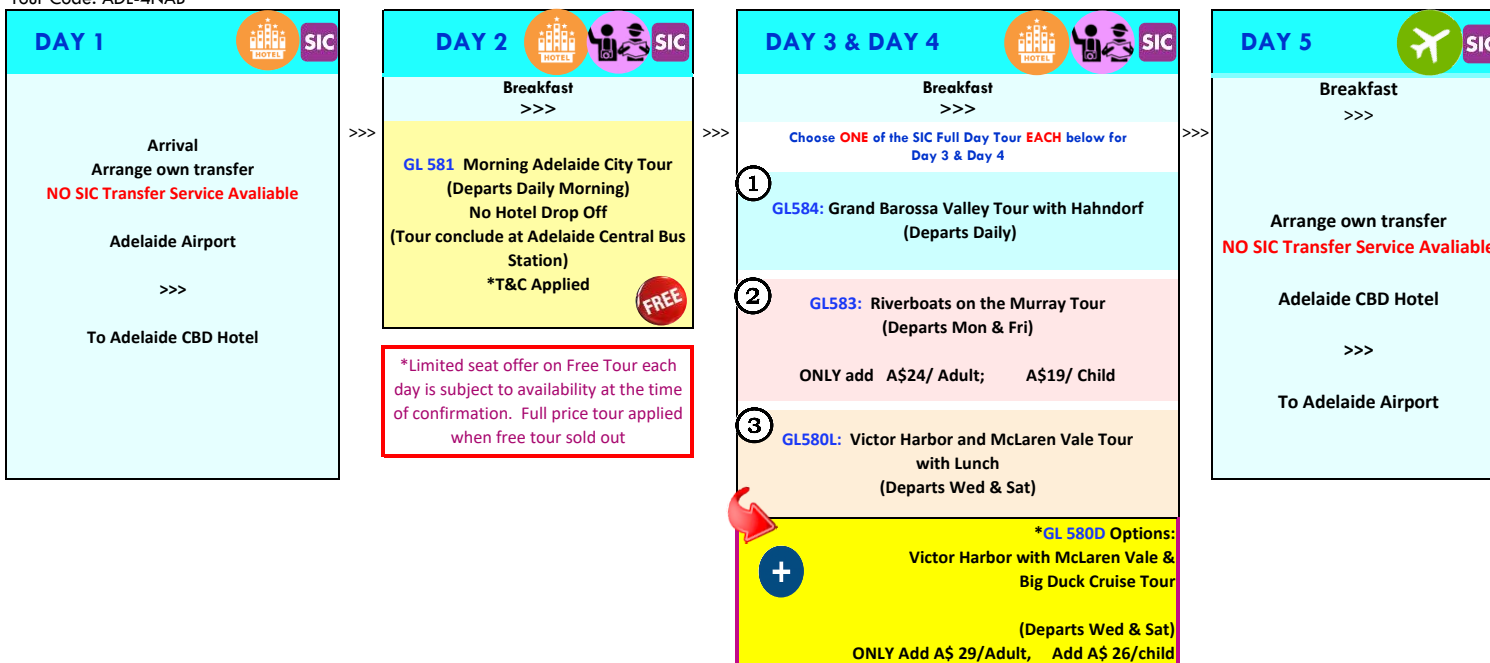 Tour Code: ADL-4NAB
DAY 1
HOTEL
SIC
Arrival
Arrange own transfer
NO SIC Transfer Service Avaliable
Adelaide Airport
>>>
To Adelaide CBD Hotel
>>>
DAY 2
HOTEL
SIC
Breakfast
>>>
GL 581 Morning Adelaide City Tour
(Departs Daily Morning)
No Hotel Drop Off
(Tour conclude at Adelaide Central Bus
Station)
*T&C Applied
FREE
*Limited seat offer on Free Tour each
day is subject to availability at the time
of confirmation. Full price tour applied
when free tour sold out
>>>
DAY 3 & DAY 4
HOTEL
SIC
Breakfast
>>>
Choose ONE of the SIC Full Day Tour EACH below for
Day 3 & Day 4
1
GL584: Grand Barossa Valley Tour with Hahndorf
(Departs Daily)
2
GL583: Riverboats on the Murray Tour
(Departs Mon & Fri)
ONLY add A$24/ Adult; A$19/ Child
3
GL580L: Victor Harbor and McLaren Vale Tour
with Lunch
(Departs Wed & Sat)
+
*GL 580D Options:
Victor Harbor with McLaren Vale &
Big Duck Cruise Tour
(Departs Wed & Sat)
ONLY Add A$ 29/Adult, Add A$ 26/child
>>>
DAY 5
SIC
Breakfast
>>>
Arrange own transfer
NO SIC Transfer Service Avaliable
Adelaide CBD Hotel
>>>
To Adelaide Airport